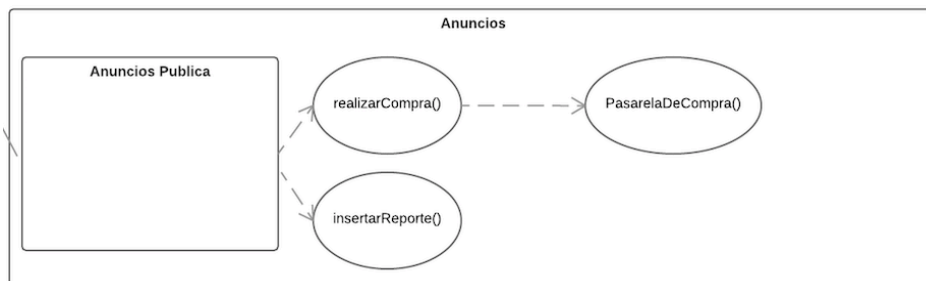 Anuncios
Anuncios Publica
realizarCompra()
PasarelaDeCompra()
insertarReporte()